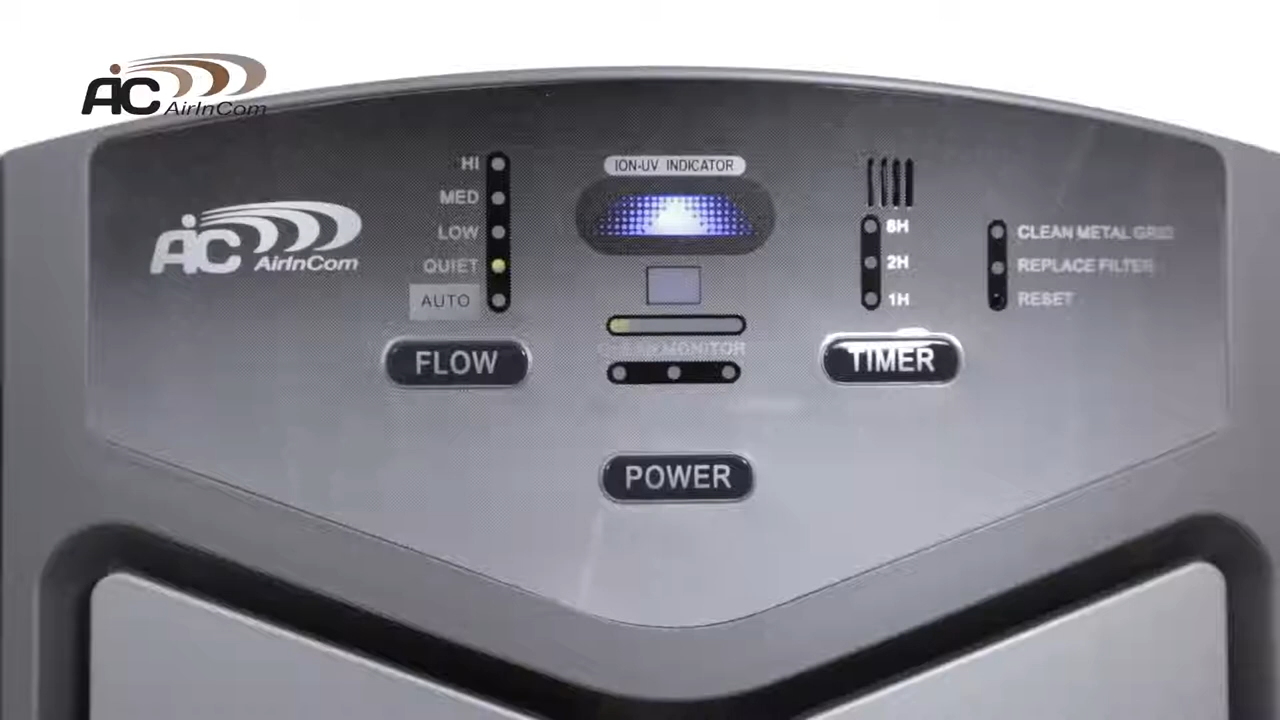 AIC AirInCom
AIC AirInCom
HI
MED
LOW
QUIET
AUTO
FLOW
ION-UV INDICATOR
MONITOR
POWER
8H
2H
1H
TIMER
CLEAN METAL GRID
REPLACE FILTER
RESET